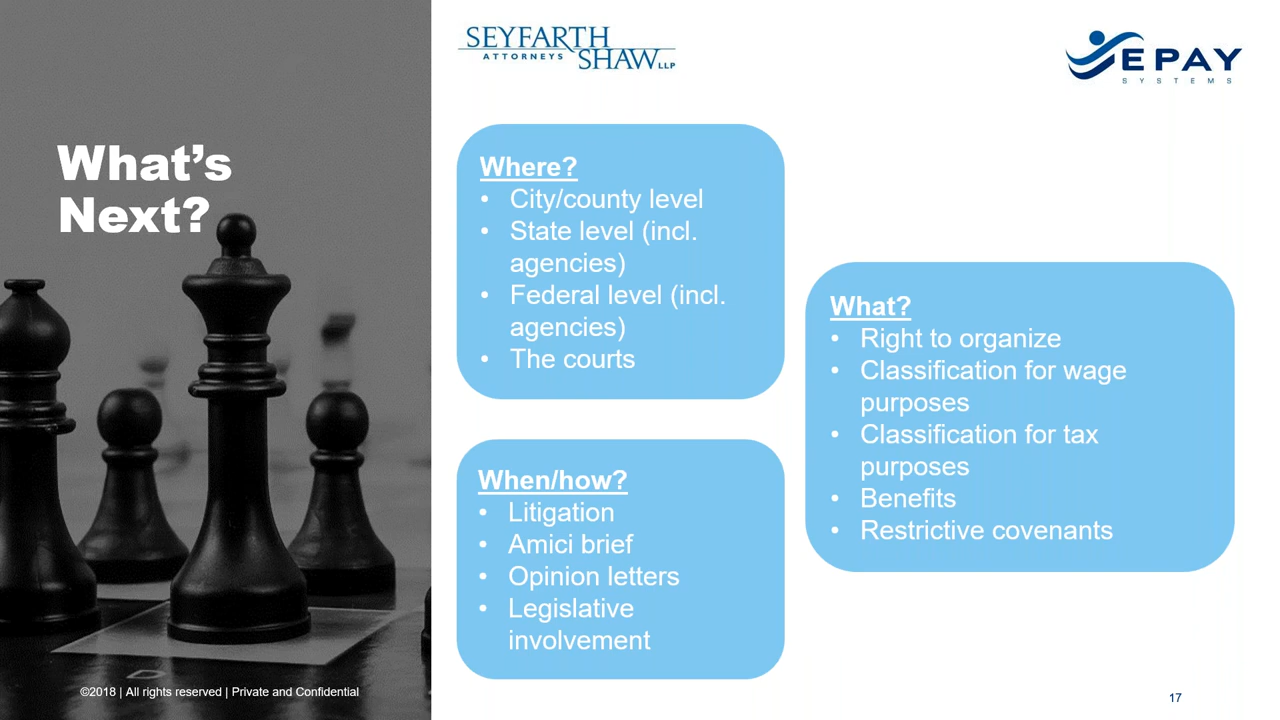 SEYFARTH
ATTORNEYS SHAW LLP
EPAY
SYSTEMS
What's
Next?
Where?
• City/county level
• State level (incl.
agencies)
• Federal level (incl.
agencies)
• The courts
When/how?
• Litigation
• Amici brief
• Opinion letters
• Legislative
involvement
What?
• Right to organize
• Classification for wage
purposes
• Classification for tax
purposes
• Benefits
• Restrictive covenants
©2018 | All rights reserved | Private and Confidential
17